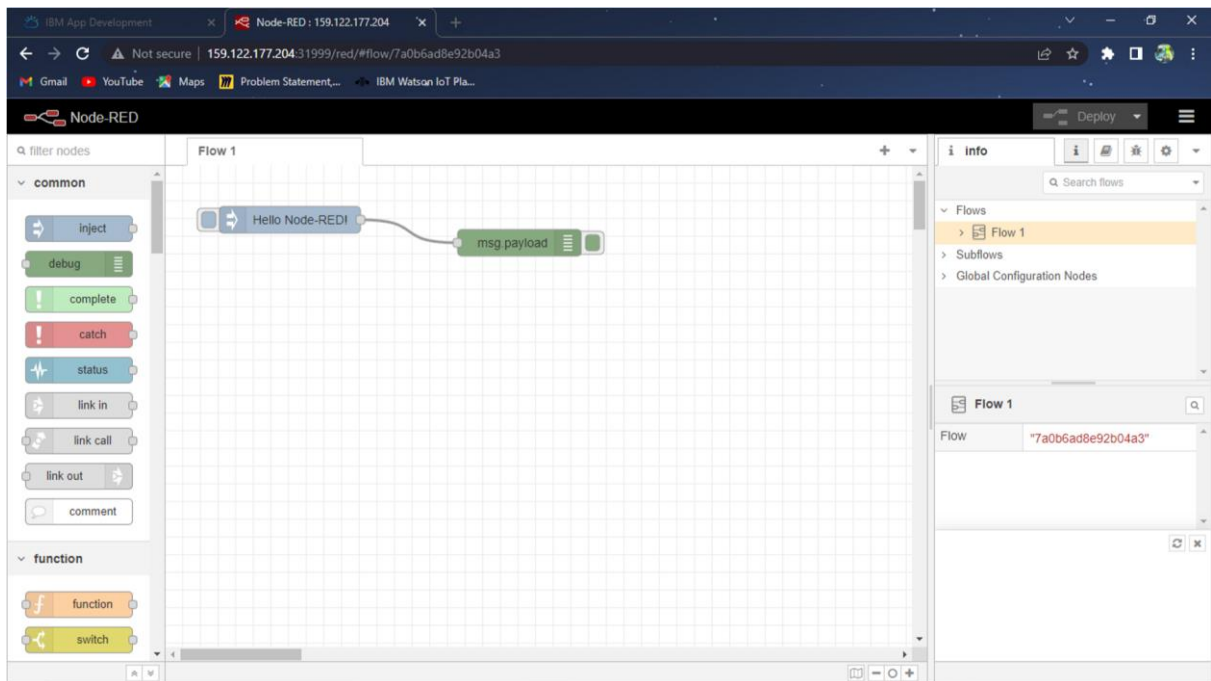 IBM App Development
Node-RED : 159.122.177.204
Not secure | 159.122.177.204:31999/red/#flow/7a0b6ad8e92b04a3
Gmail YouTube Maps Problem Statement,... IBM Watson IoT Pla...
Node-RED
Deploy
filter nodes
Flow 1
i info
i
Search flows
common
inject
debug
complete
catch
status
link in
link call
link out
comment
function
function
switch
Hello Node-RED!
msg.payload
Flows
Flow 1
Subflows
Global Configuration Nodes
Flow 1
Flow "7a0b6ad8e92b04a3"